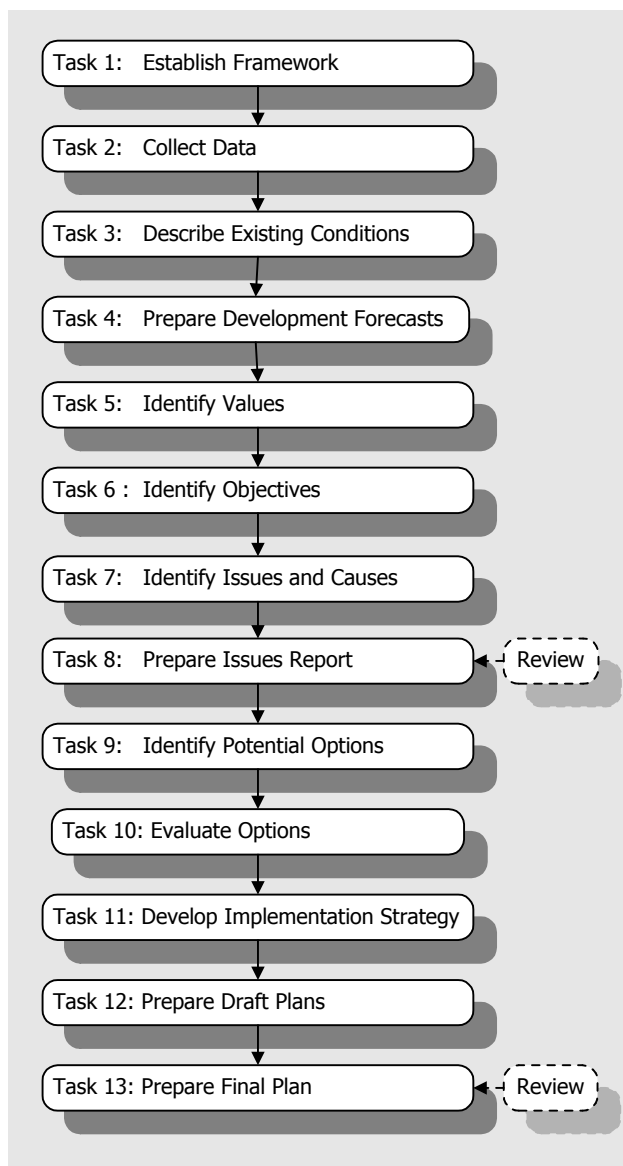 Task 1: Establish Framework
Task 2: Collect Data
Task 3: Describe Existing Conditions
Task 4: Prepare Development Forecasts
Task 5: Identify Values
Task 6 : Identify Objectives
Task 7: Identify Issues and Causes
Task 8: Prepare Issues Report
Review
Task 9: Identify Potential Options
Task 10: Evaluate Options
Task 11: Develop Implementation Strategy
Task 12: Prepare Draft Plans
Task 13: Prepare Final Plan
Review